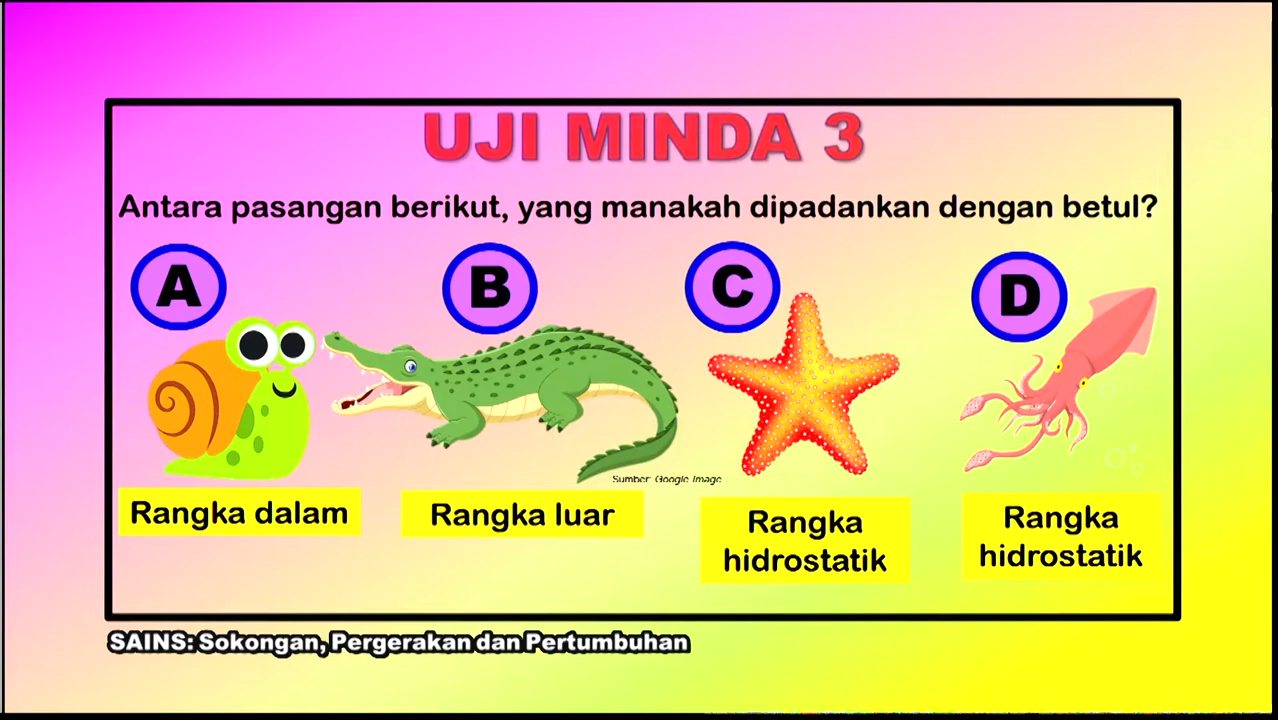 UJI MINDA 3
Antara pasangan berikut, yang manakah dipadankan dengan betul?
A
B
C
D
Sumber: Google Image
Rangka dalam
Rangka luar
Rangka
hidrostatik
Rangka
hidrostatik
SAINS: Sokongan, Pergerakan dan Pertumbuhan